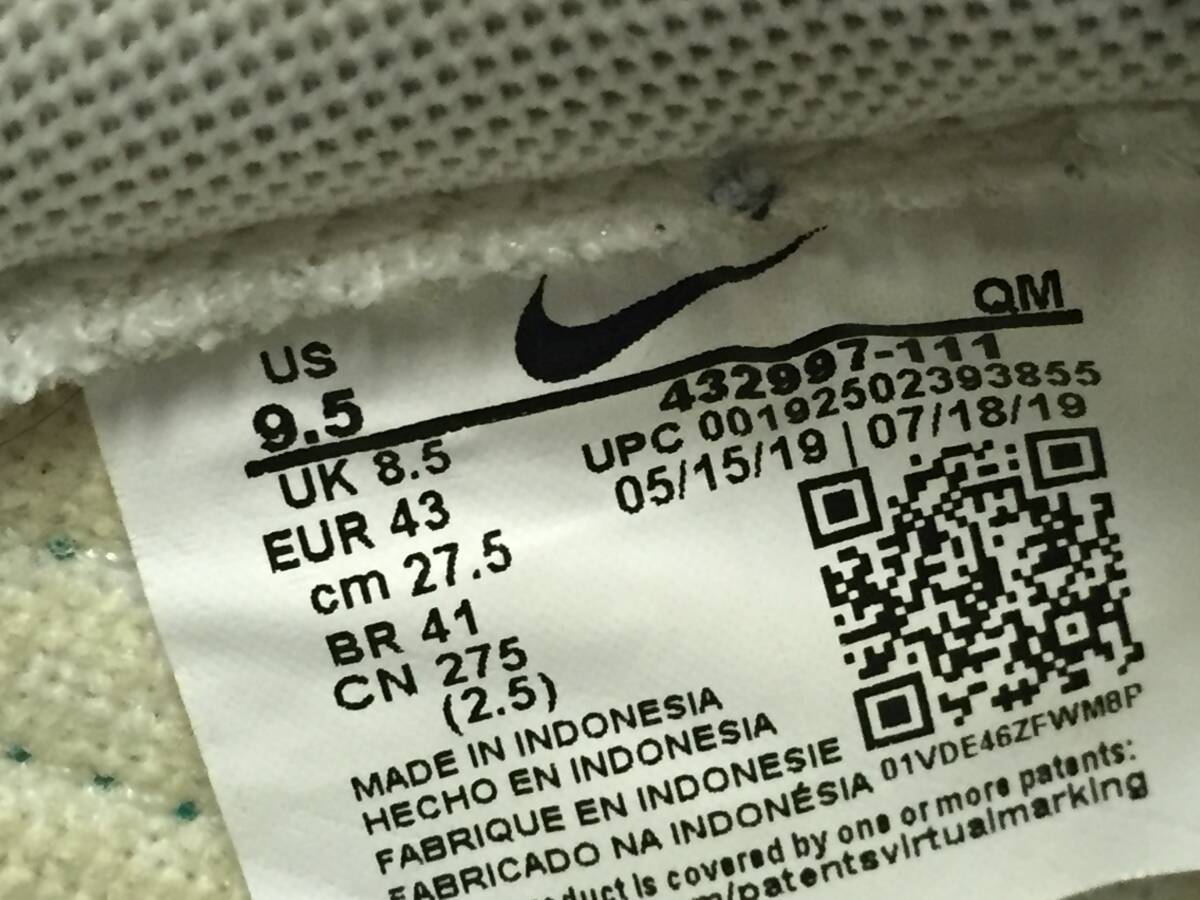 US
9.5
QM
432997-111
UPC 00192502393855
05/15/19 | 07/18/19
UK 8.5
EUR 43
cm 27.5
BR 41
CN 275
(2.5)
MADE IN INDONESIA
HECHO EN INDONESIA
FABRIQUE EN INDONESIE
FABRICADO NA INDONÉSIA 01VDE46ZFWM8P
is covered by one or more patents:
/patentsvirtualmarking